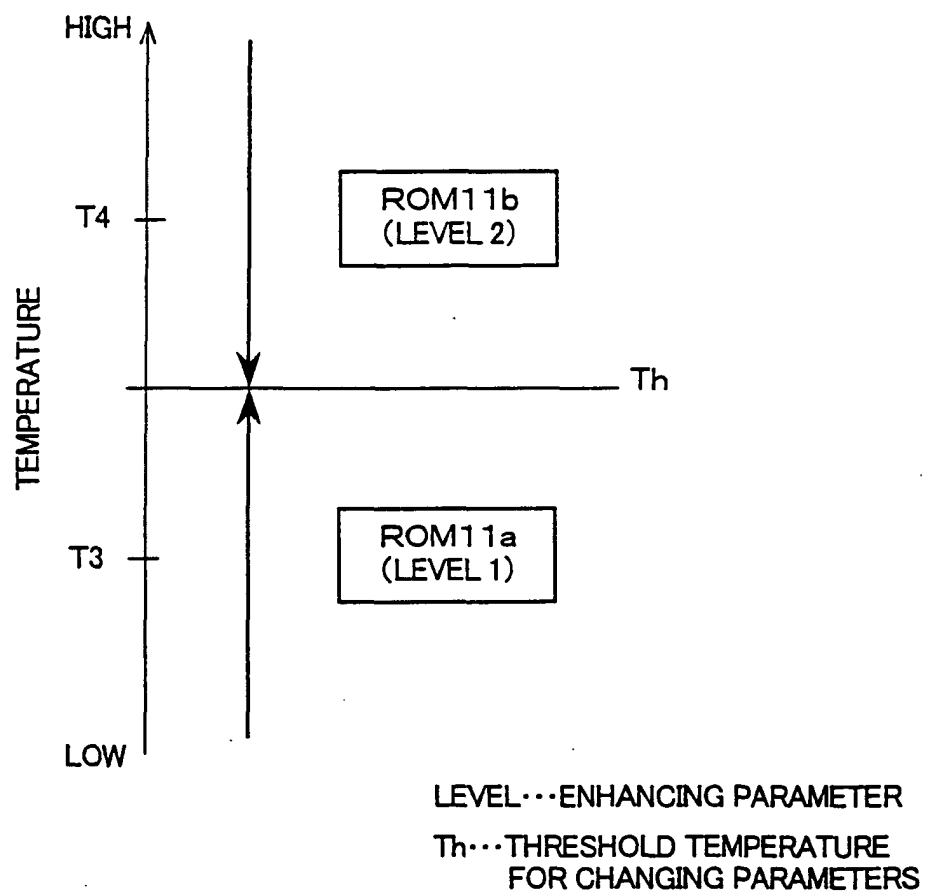 HIGH
T4
ROM11b
(LEVEL 2)
TEMPERATURE
Th
T3
ROM11a
(LEVEL 1)
LOW
LEVEL···ENHANCING PARAMETER
Th···THRESHOLD TEMPERATURE
FOR CHANGING PARAMETERS